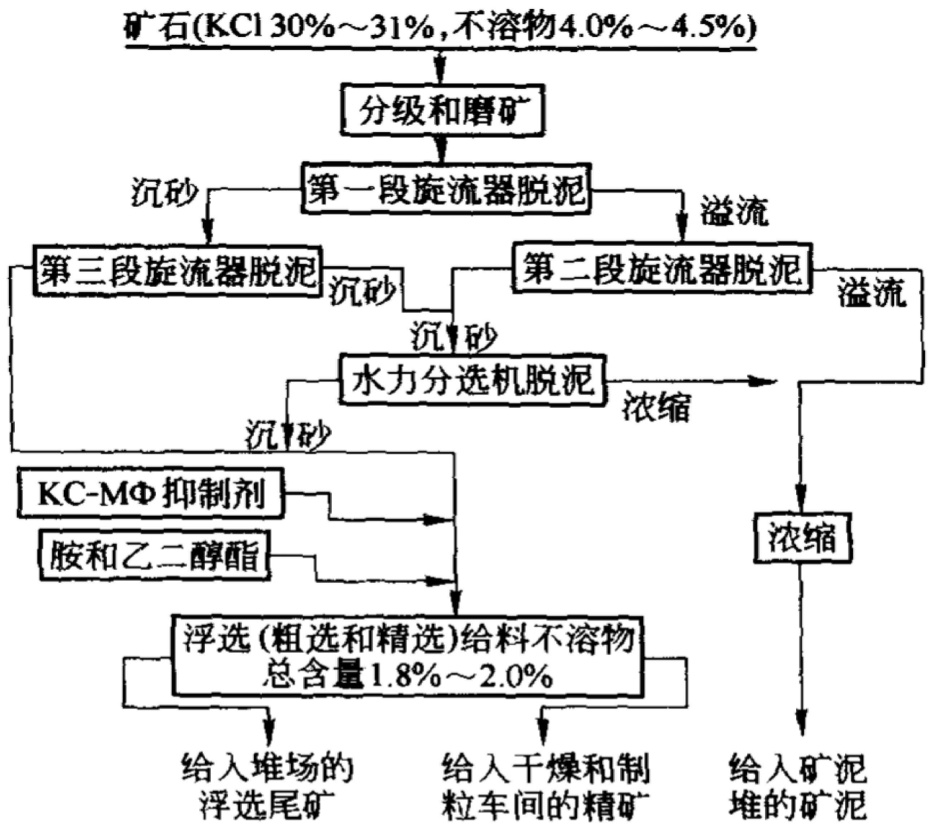 矿石(KCl 30%～31%,不溶物4.0%～4.5%)
分级和磨矿
第一段旋流器脱泥
沉砂
溢流
第三段旋流器脱泥
第二段旋流器脱泥
沉砂
溢流
沉砂
水力分选机脱泥
浓缩
沉砂
KC-MΦ抑制剂
胺和乙二醇酯
浓缩
浮选(粗选和精选)给料不溶物
总含量1.8%～2.0%
给入堆场的
浮选尾矿
给入干燥和制
粒车间的精矿
给入矿泥
堆的矿泥